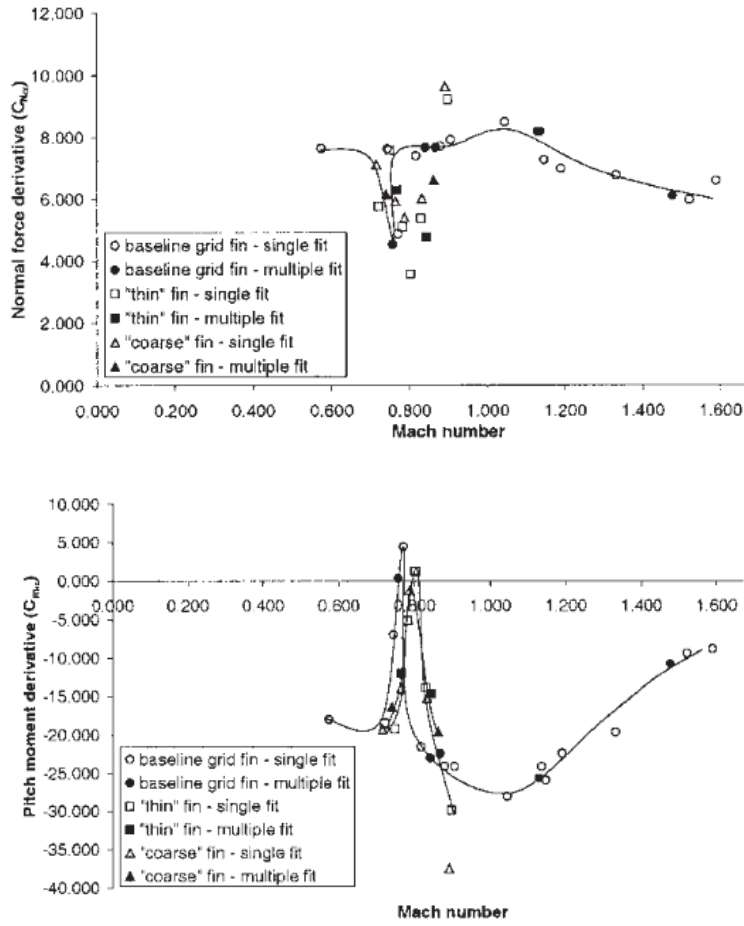 12.000
10.000
8.000
6.000
4.000
2.000
0.000
Normal force derivative (CNα)
○ baseline grid fin - single fit
● baseline grid fin - multiple fit
□ "thin" fin - single fit
■ "thin" fin - multiple fit
△ "coarse" fin - single fit
▲ "coarse" fin - multiple fit
0.000 0.200 0.400 0.600 0.800 1.000 1.200 1.400 1.600
Mach number
10.000
5.000
0.000
-5.000
-10.000
-15.000
-20.000
-25.000
-30.000
-35.000
-40.000
Pitch moment derivative (Cmα)
0.000 0.200 0.400 0.600 0.800 1.000 1.200 1.400 1.600
○ baseline grid fin - single fit
● baseline grid fin - multiple fit
□ "thin" fin - single fit
■ "thin" fin - multiple fit
△ "coarse" fin - single fit
▲ "coarse" fin - multiple fit
Mach number